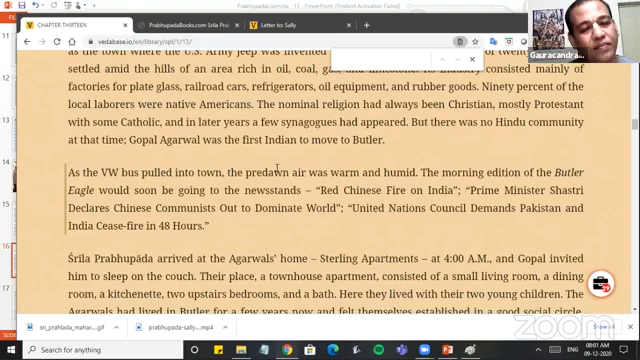 13 - PowerPoint (Product Activation Failed)
CHAPTER THIRTEEN
PrabhupadaBooks.com Srila Prabh
Letter to: Sally
vedabase.io/en/library/spl/1/13/
Gauracandra
as the town where the U.S. Army jeep was invented
settled amid the hills of an area rich in oil, coal, gas, and limestone. Its industry consisted mainly of
factories for plate glass, railroad cars, refrigerators, oil equipment, and rubber goods. Ninety percent of the
local laborers were native Americans. The nominal religion had always been Christian, mostly Protestant
with some Catholic, and in later years a few synagogues had appeared. But there was no Hindu community
at that time; Gopal Agarwal was the first Indian to move to Butler.
As the VW bus pulled into town, the predawn air was warm and humid. The morning edition of the Butler
Eagle would soon be going to the newsstands – “Red Chinese Fire on India”; “Prime Minister Shastri
Declares Chinese Communists Out to Dominate World”; “United Nations Council Demands Pakistan and
India Cease-fire in 48 Hours.”
Śrīla Prabhupāda arrived at the Agarwals’ home – Sterling Apartments – at 4:00 A.M., and Gopal invited
him to sleep on the couch. Their place, a townhouse apartment, consisted of a small living room, a dining
room, a kitchenette, two upstairs bedrooms, and a bath. Here they lived with their two young children. The
Agarwals had lived in Butler for a few years now and felt themselves established in a good social circle.
13
14
15
16
17
sri_prahlada_mahar....gif
prabhupada-sally....mp4
Show all
zoom
Type here to search
ENG
08:01 AM
09-12-2020